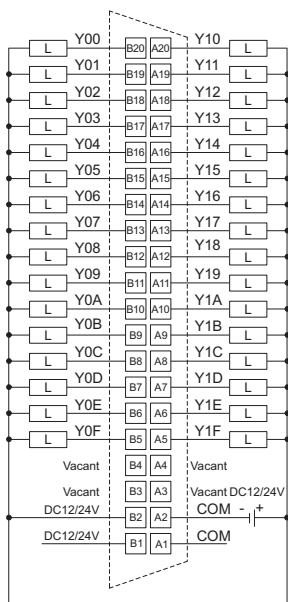 L Y00 B20 A20 Y10 L
L Y01 B19 A19 Y11 L
L Y02 B18 A18 Y12 L
L Y03 B17 A17 Y13 L
L Y04 B16 A16 Y14 L
L Y05 B15 A15 Y15 L
L Y06 B14 A14 Y16 L
L Y07 B13 A13 Y17 L
L Y08 B12 A12 Y18 L
L Y09 B11 A11 Y19 L
L Y0A B10 A10 Y1A L
L Y0B B9 A9 Y1B L
L Y0C B8 A8 Y1C L
L Y0D B7 A7 Y1D L
L Y0E B6 A6 Y1E L
L Y0F B5 A5 Y1F L
Vacant B4 A4 Vacant
Vacant B3 A3 Vacant DC12/24V
DC12/24V B2 A2 COM - +
DC12/24V B1 A1 COM